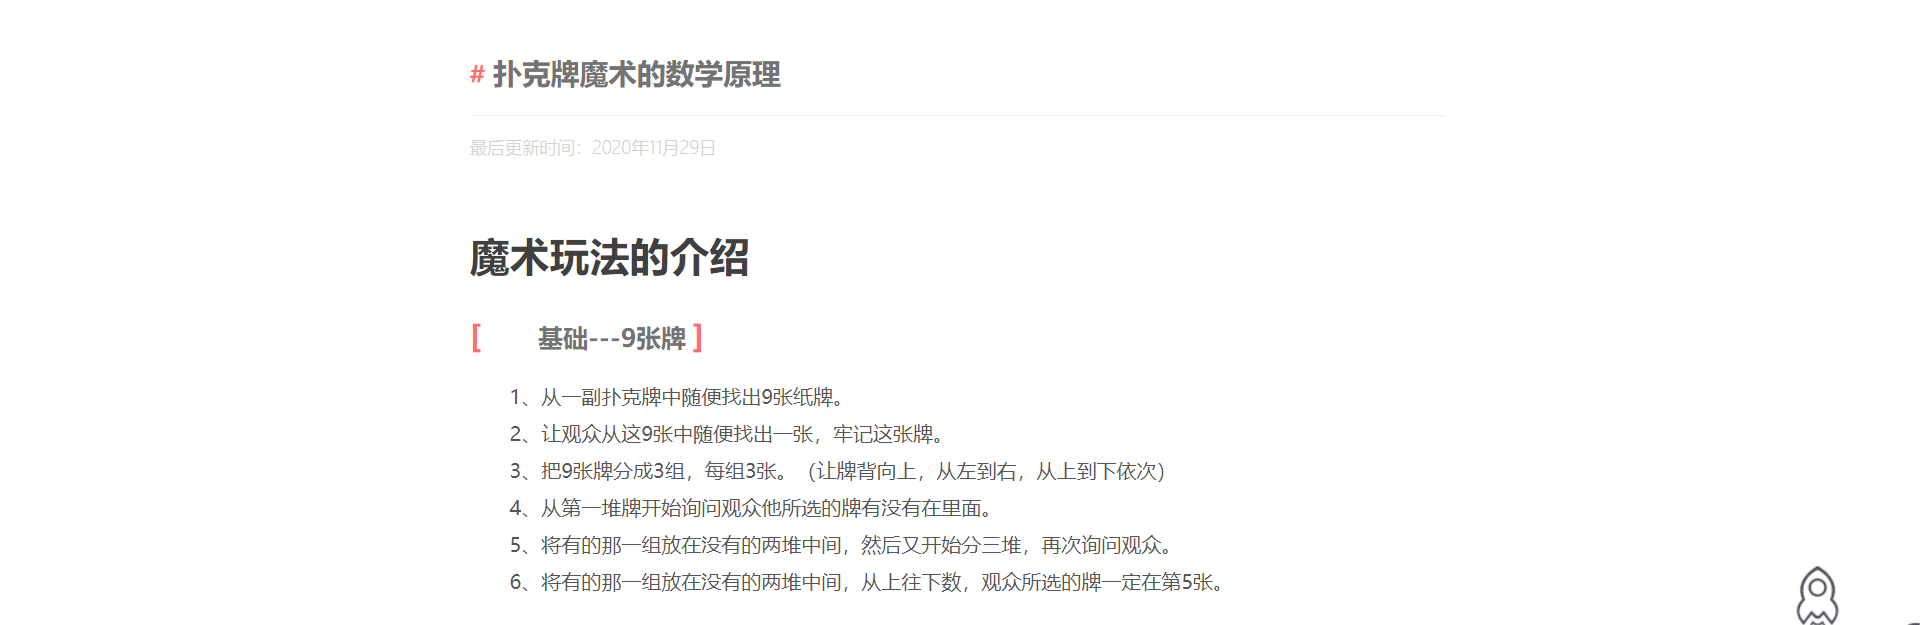 # 扑克牌魔术的数学原理
最后更新时间：2020年11月29日
魔术玩法的介绍
[ 基础---9张牌 ]
1、从一副扑克牌中随便找出9张纸牌。
2、让观众从这9张中随便找出一张，牢记这张牌。
3、把9张牌分成3组，每组3张。（让牌背向上，从左到右，从上到下依次）
4、从第一堆牌开始询问观众他所选的牌有没有在里面。
5、将有的那一组放在没有的两堆中间，然后又开始分三堆，再次询问观众。
6、将有的那一组放在没有的两堆中间，从上往下数，观众所选的牌一定在第5张。